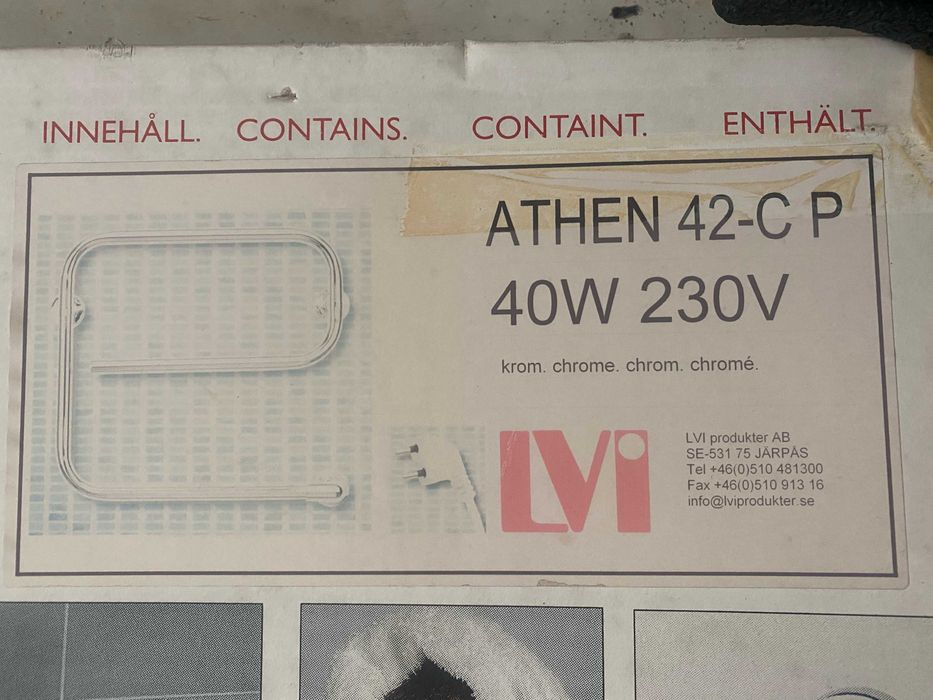 INNEHÅLL. CONTAINS. CONTAINT. ENTHÄLT.
ATHEN 42-C P
40W 230V
krom. chrome. chrom. chromé.
LVI
LVI produkter AB
SE-531 75 JÄRPÅS
Tel +46(0)510 481300
Fax +46(0)510 913 16
info@lviprodukter.se